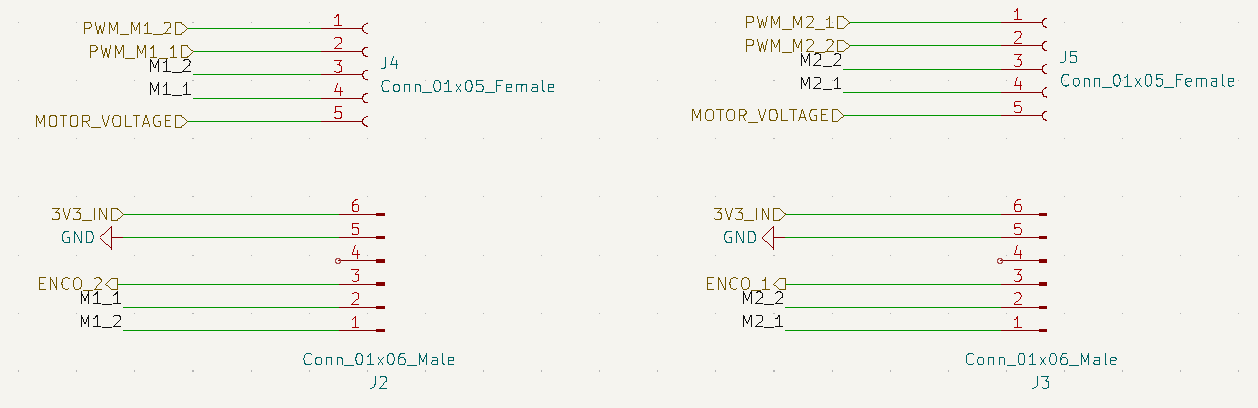 PWM_M1_2 1
PWM_M1_1 2
M1_2 3
M1_1 4
MOTOR_VOLTAGE 5
J4
Conn_01x05_Female
PWM_M2_1 1
PWM_M2_2 2
M2_2 3
M2_1 4
MOTOR_VOLTAGE 5
J5
Conn_01x05_Female
3V3_IN 6
GND 5
4
ENCO_2 3
M1_1 2
M1_2 1
Conn_01x06_Male
J2
3V3_IN 6
GND 5
4
ENCO_1 3
M2_2 2
M2_1 1
Conn_01x06_Male
J3